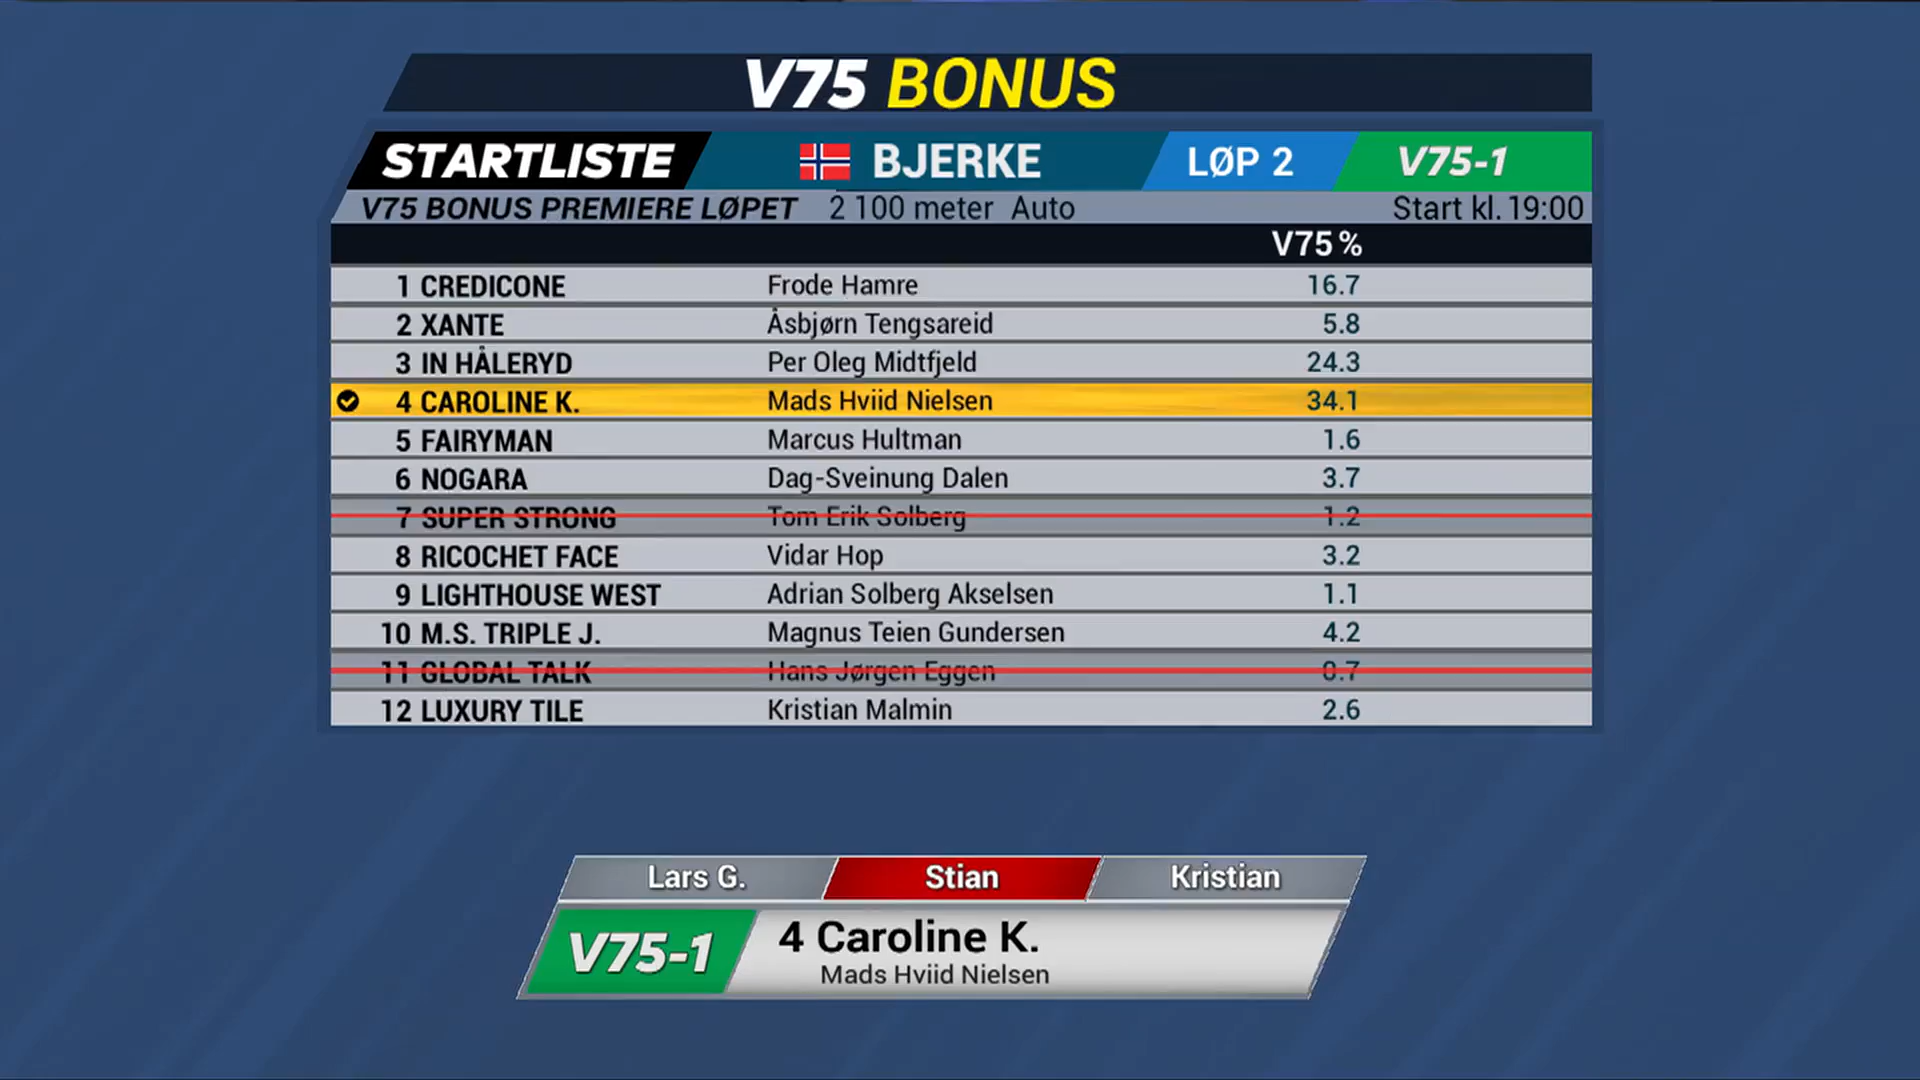 V75 BONUS
STARTLISTE BJERKE LØP 2 V75-1
V75 BONUS PREMIERE LØPET 2 100 meter Auto Start kl. 19:00
V75 %
1 CREDICONE Frode Hamre 16.7
2 XANTE Åsbjørn Tengsareid 5.8
3 IN HÅLERYD Per Oleg Midtfjeld 24.3
4 CAROLINE K. Mads Hviid Nielsen 34.1
5 FAIRYMAN Marcus Hultman 1.6
6 NOGARA Dag-Sveinung Dalen 3.7
7 SUPER STRONG Tom Erik Solberg 1.2
8 RICOCHET FACE Vidar Hop 3.2
9 LIGHTHOUSE WEST Adrian Solberg Akselsen 1.1
10 M.S. TRIPLE J. Magnus Teien Gundersen 4.2
11 GLOBAL TALK Hans Jørgen Eggen 0.7
12 LUXURY TILE Kristian Malmin 2.6
Lars G. Stian Kristian
V75-1 4 Caroline K.
Mads Hviid Nielsen